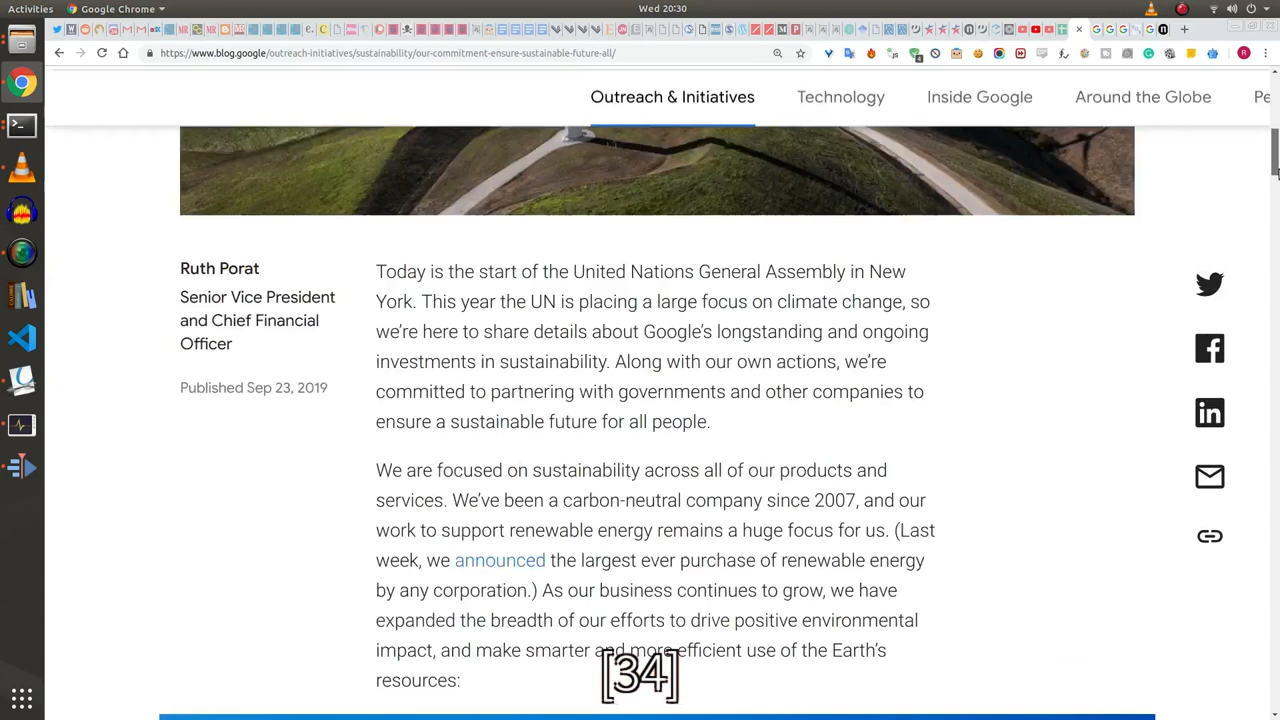 Activities
Google Chrome
Wed 20:30
https://www.blog.google/outreach-initiatives/sustainability/our-commitment-ensure-sustainable-future-all/
Outreach & Initiatives
Technology
Inside Google
Around the Globe
Pe
Ruth Porat
Senior Vice President
and Chief Financial
Officer
Published Sep 23, 2019
Today is the start of the United Nations General Assembly in New
York. This year the UN is placing a large focus on climate change, so
we’re here to share details about Google’s longstanding and ongoing
investments in sustainability. Along with our own actions, we’re
committed to partnering with governments and other companies to
ensure a sustainable future for all people.
We are focused on sustainability across all of our products and
services. We’ve been a carbon-neutral company since 2007, and our
work to support renewable energy remains a huge focus for us. (Last
week, we announced the largest ever purchase of renewable energy
by any corporation.) As our business continues to grow, we have
expanded the breadth of our efforts to drive positive environmental
impact, and make smarter and more efficient use of the Earth’s
resources:
[34]